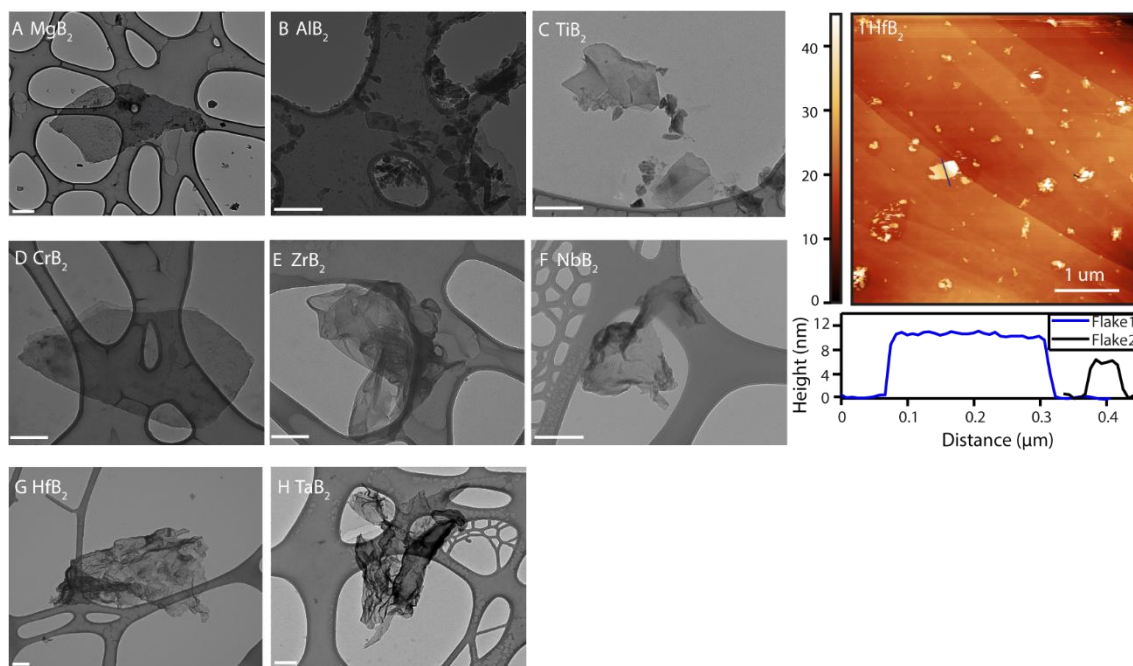 A MgB₂
B AlB₂
C TiB₂
D CrB₂
E ZrB₂
F NbB₂
G HfB₂
H TaB₂
40
30
20
10
0
I HfB₂
1 um
Height (nm)
12
8
4
0
Flake1
Flake2
0 0.1 0.2 0.3 0.4
Distance (µm)